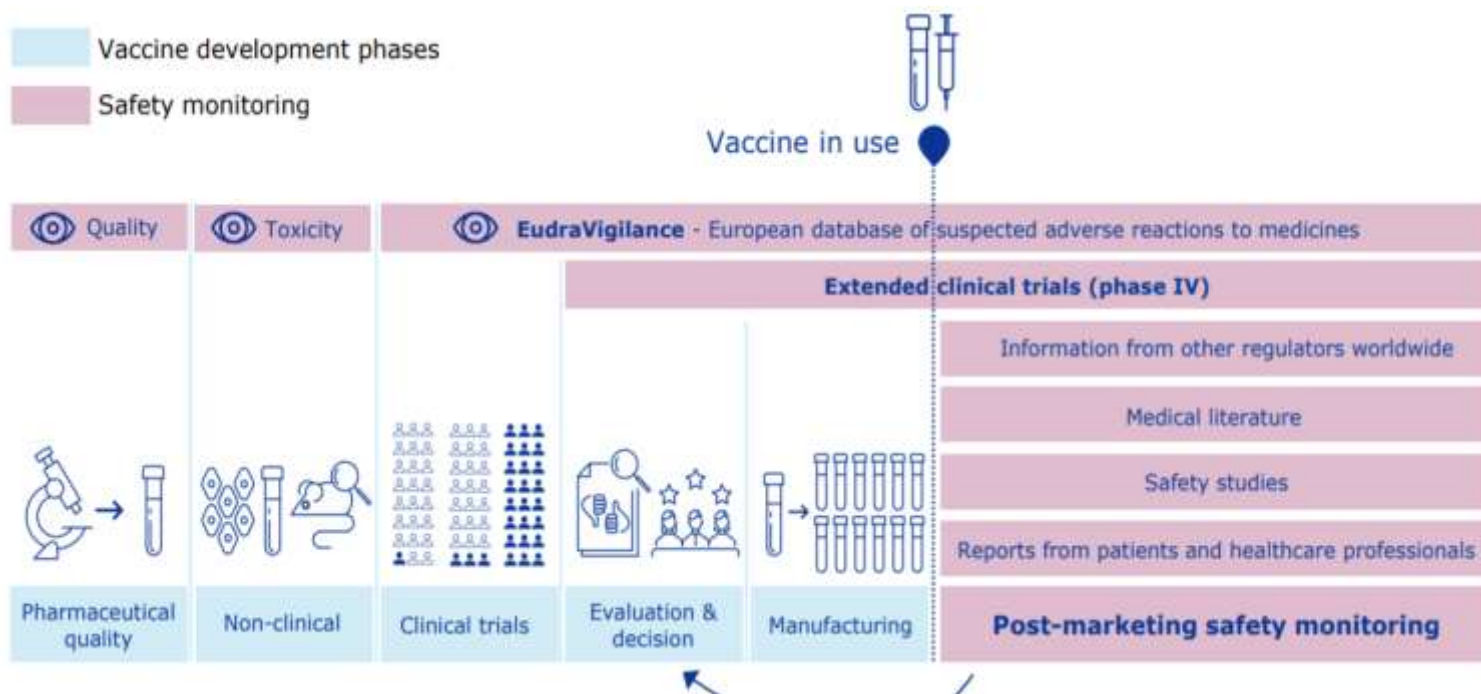 Vaccine development phases
Safety monitoring
Vaccine in use
Quality
Toxicity
EudraVigilance - European database of suspected adverse reactions to medicines
Extended clinical trials (phase IV)
Information from other regulators worldwide
Medical literature
Safety studies
Reports from patients and healthcare professionals
Pharmaceutical
quality
Non-clinical
Clinical trials
Evaluation &
decision
Manufacturing
Post-marketing safety monitoring